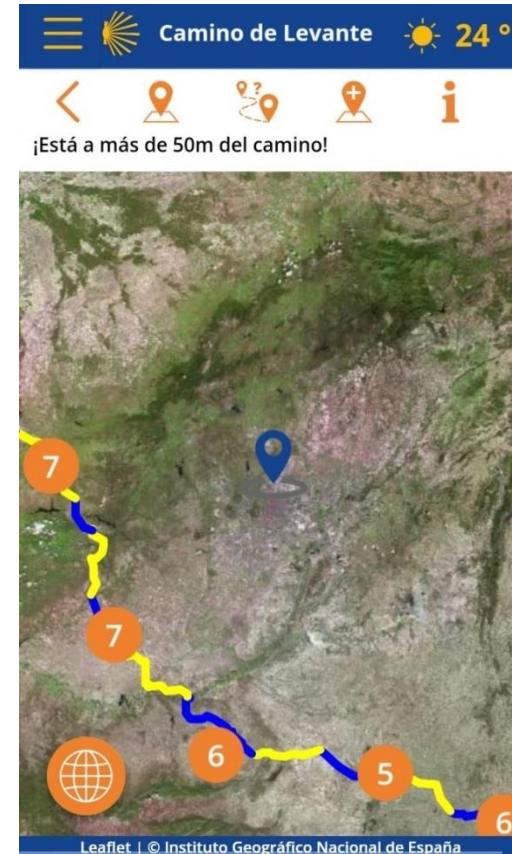 Camino de Levante 24 °
¡Está a más de 50m del camino!
7
7
6
5
6
Leaflet | © Instituto Geográfico Nacional de España